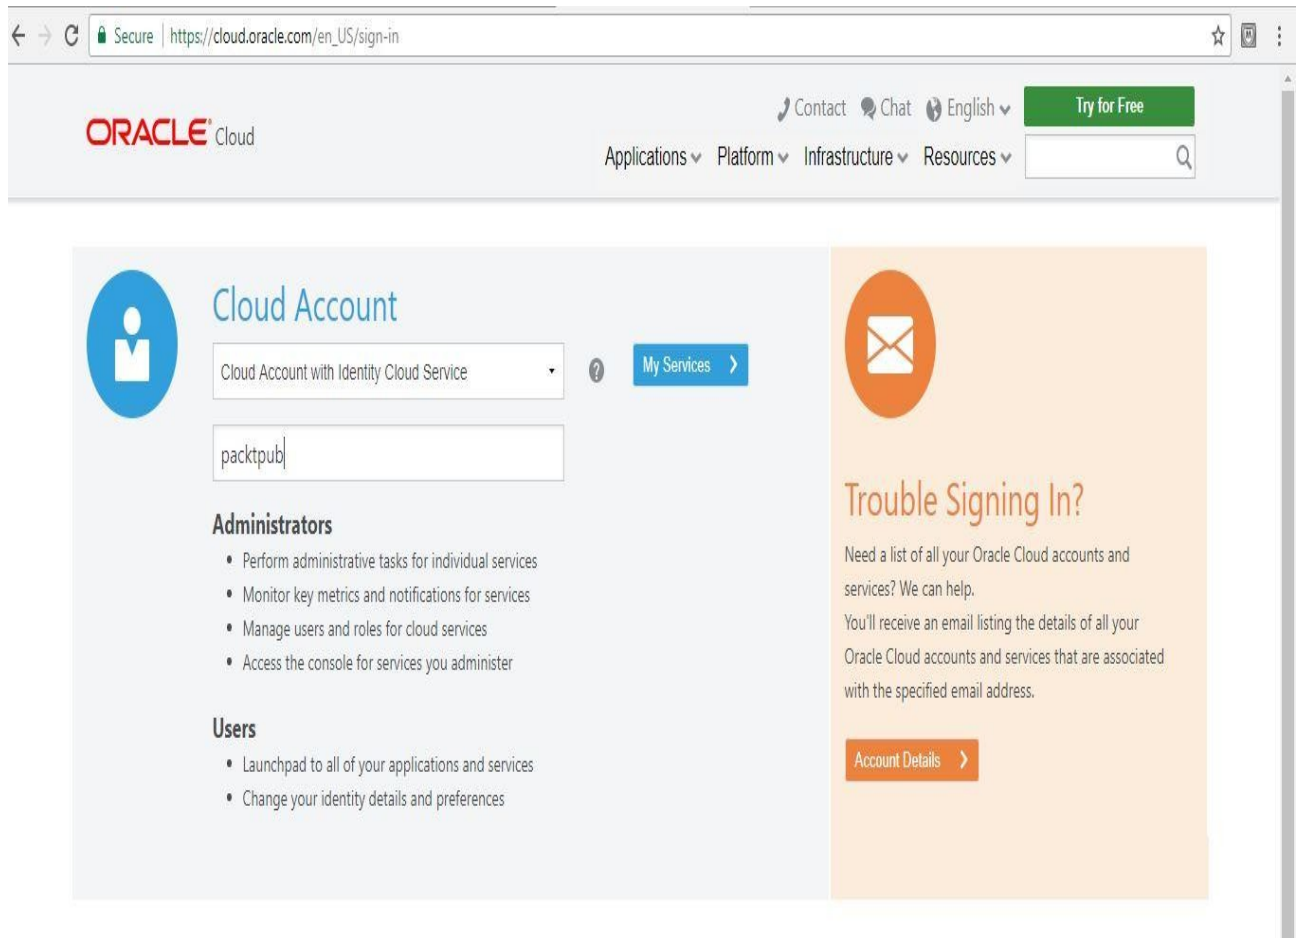 Secure | https://cloud.oracle.com/en_US/sign-in
ORACLE® Cloud
Contact Chat English Try for Free
Applications Platform Infrastructure Resources
Cloud Account
Cloud Account with Identity Cloud Service
? My Services
packtpub
Administrators
• Perform administrative tasks for individual services
• Monitor key metrics and notifications for services
• Manage users and roles for cloud services
• Access the console for services you administer
Users
• Launchpad to all of your applications and services
• Change your identity details and preferences
Trouble Signing In?
Need a list of all your Oracle Cloud accounts and
services? We can help.
You'll receive an email listing the details of all your
Oracle Cloud accounts and services that are associated
with the specified email address.
Account Details